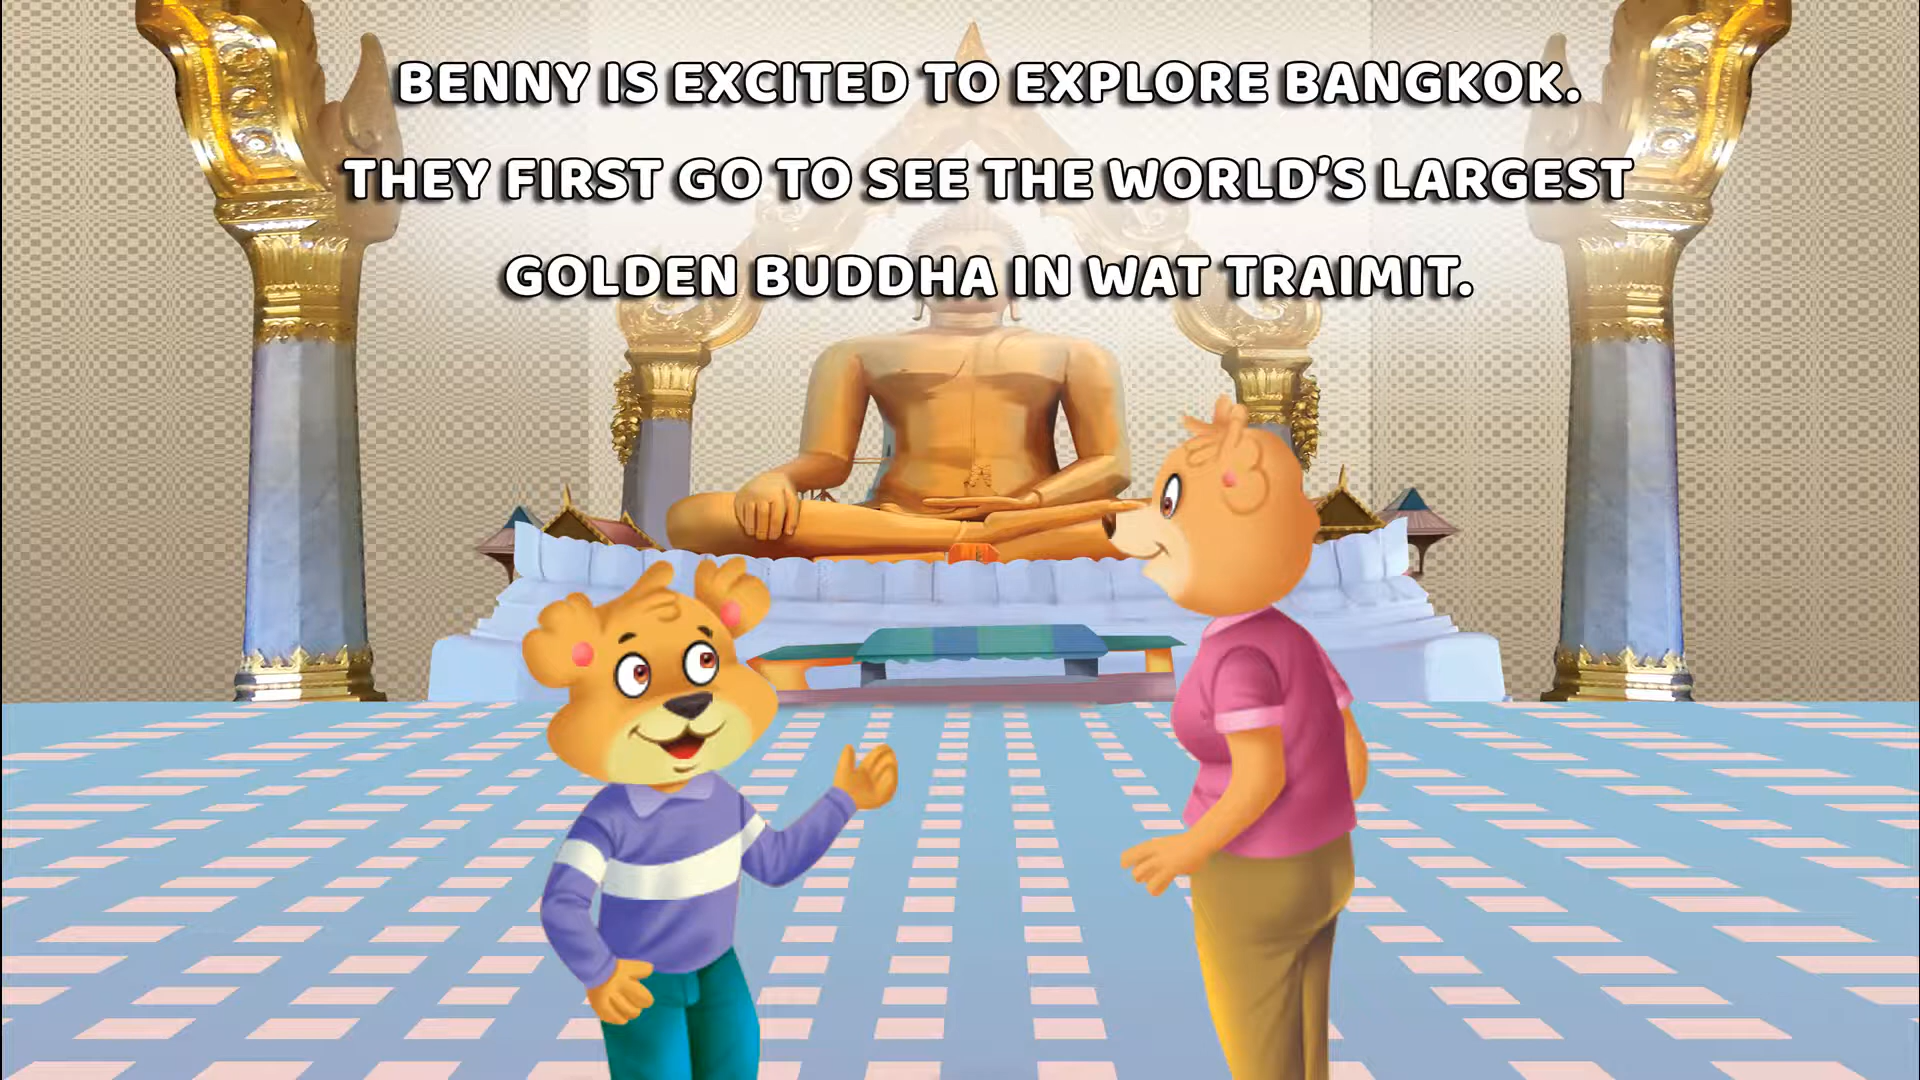 BENNY IS EXCITED TO EXPLORE BANGKOK.
THEY FIRST GO TO SEE THE WORLD'S LARGEST
GOLDEN BUDDHA IN WAT TRAIMIT.